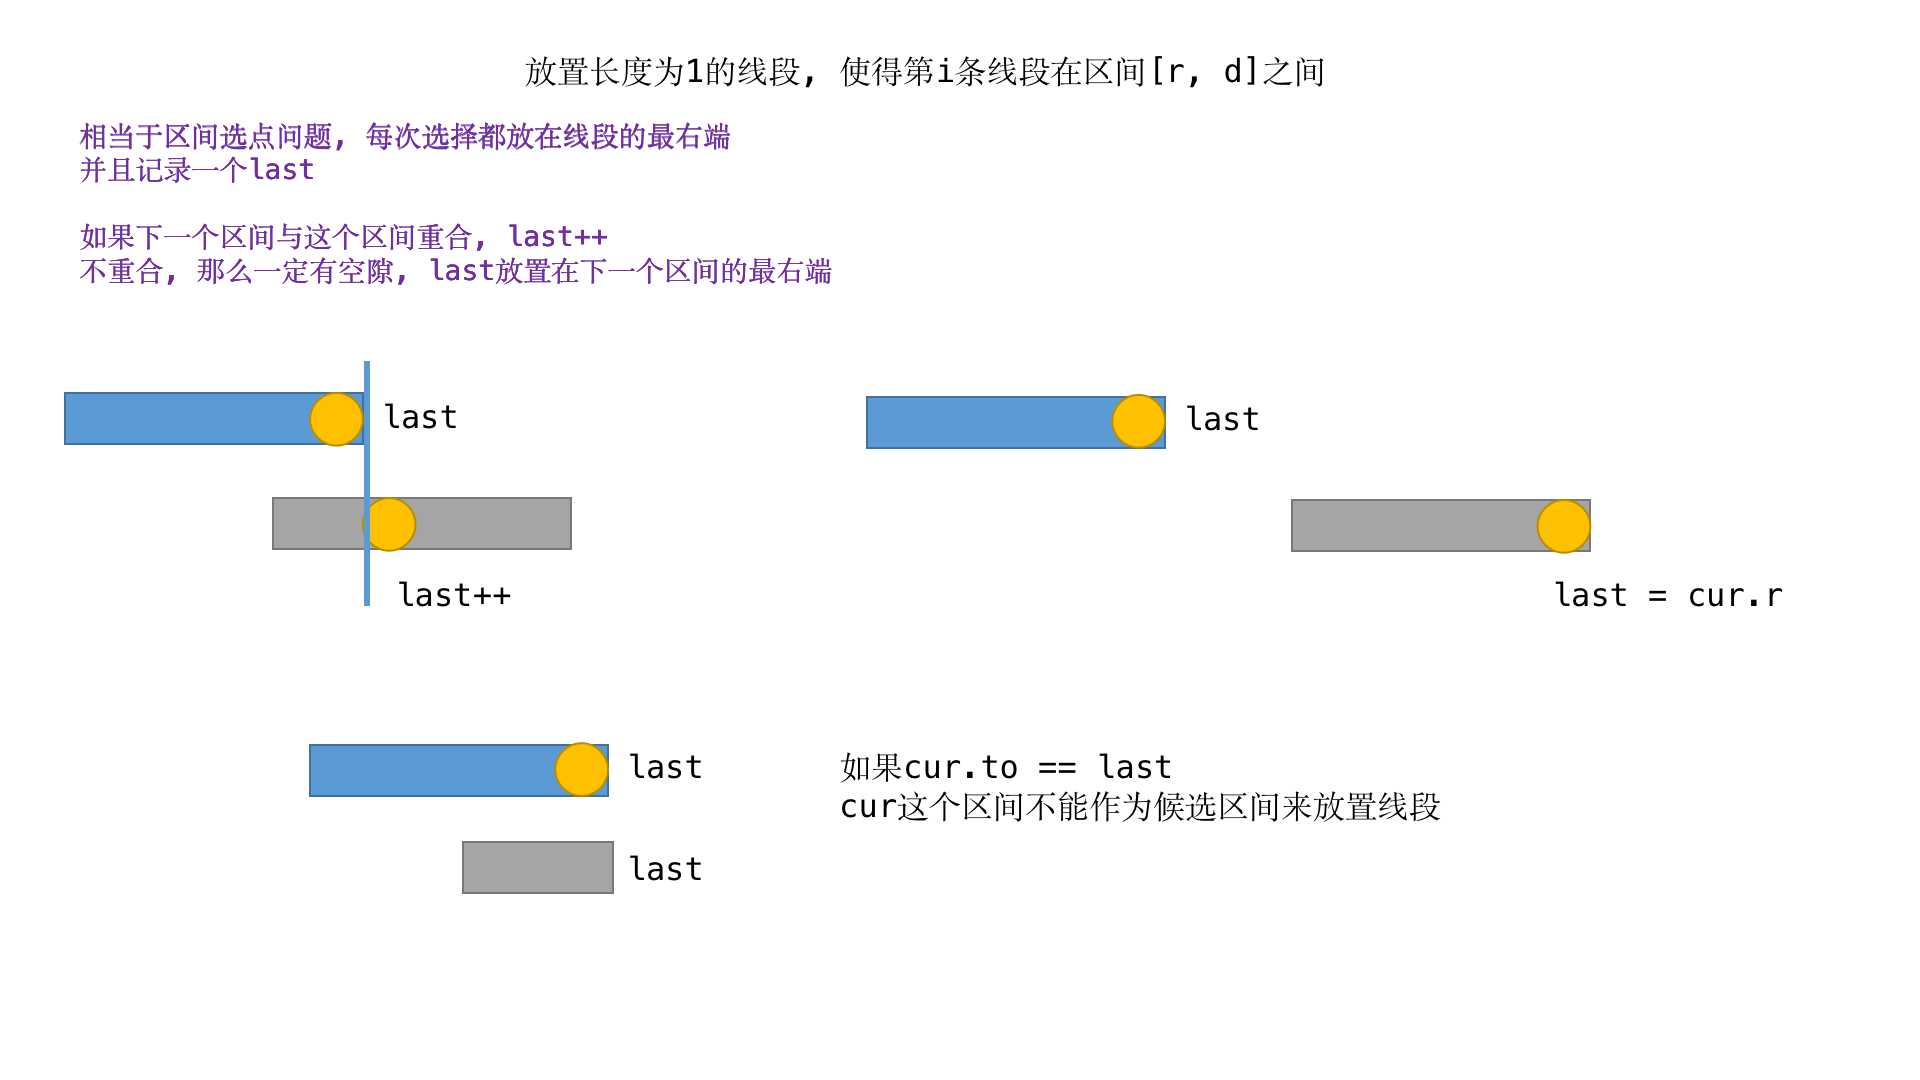 放置长度为1的线段, 使得第i条线段在区间[r, d]之间
相当于区间选点问题, 每次选择都放在线段的最右端
并且记录一个last
如果下一个区间与这个区间重合, last++
不重合, 那么一定有空隙, last放置在下一个区间的最右端
last
last
last++
last = cur.r
last
如果cur.to == last
cur这个区间不能作为候选区间来放置线段
last